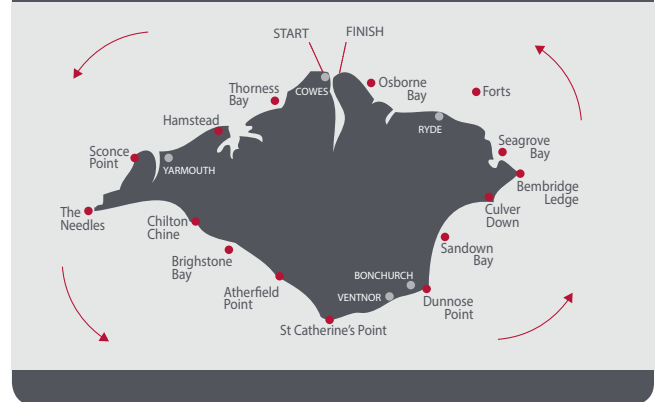 START
FINISH
Osborne
Bay
Thorness
Bay
COWES
Forts
Hamstead
RYDE
Seagrove
Bay
Sconce
Point
YARMOUTH
Bembridge
Ledge
The
Needles
Chilton
Chine
Culver
Down
Sandown
Bay
Brighstone
Bay
BONCHURCH
Atherfield
Point
VENTNOR
Dunnose
Point
St Catherine's Point